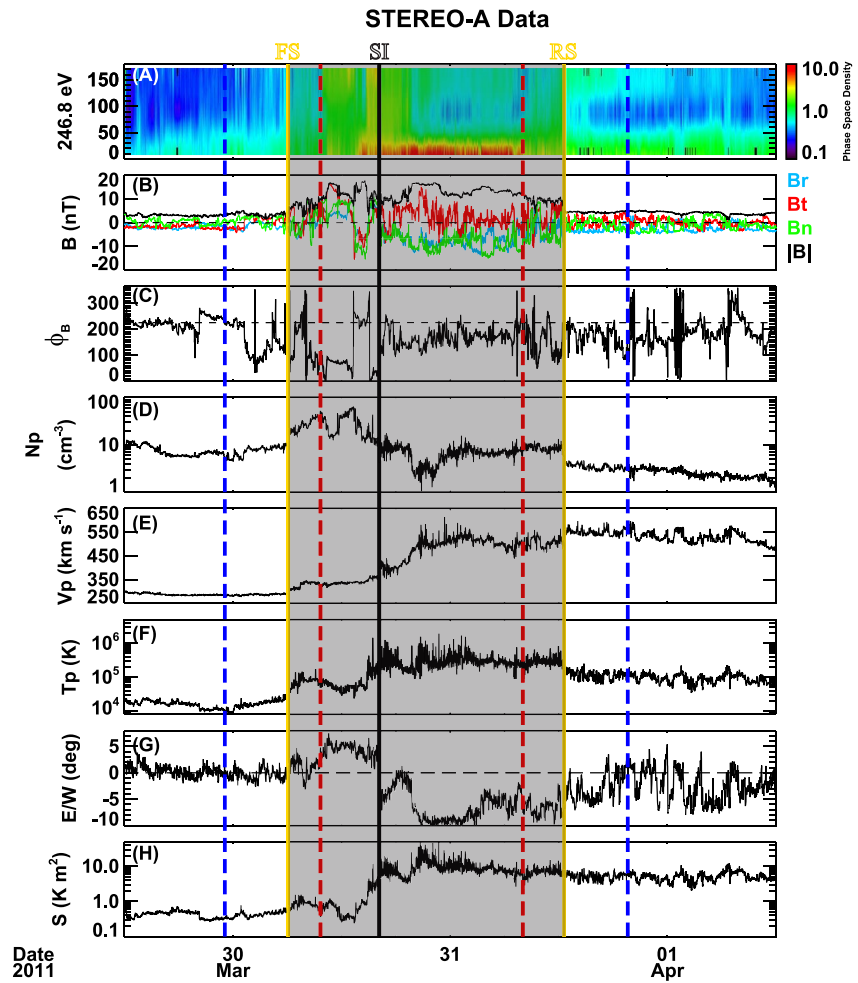 STEREO-A Data
FS SI RS
(A)
246.8 eV
150
100
50
0
10.0
1.0
0.1
Phase Space Density
(B)
B (nT)
20
10
0
-10
-20
Br
Bt
Bn
|B|
(C)
ϕB
300
200
100
0
(D)
Np
(cm⁻³)
100
10
1
(E)
Vp (km s⁻¹)
650
550
450
350
250
(F)
Tp (K)
10⁶
10⁵
10⁴
(G)
E/W (deg)
5
0
-5
-10
(H)
S (K m²)
10.0
1.0
0.1
Date 30 31 01
2011 Mar Apr